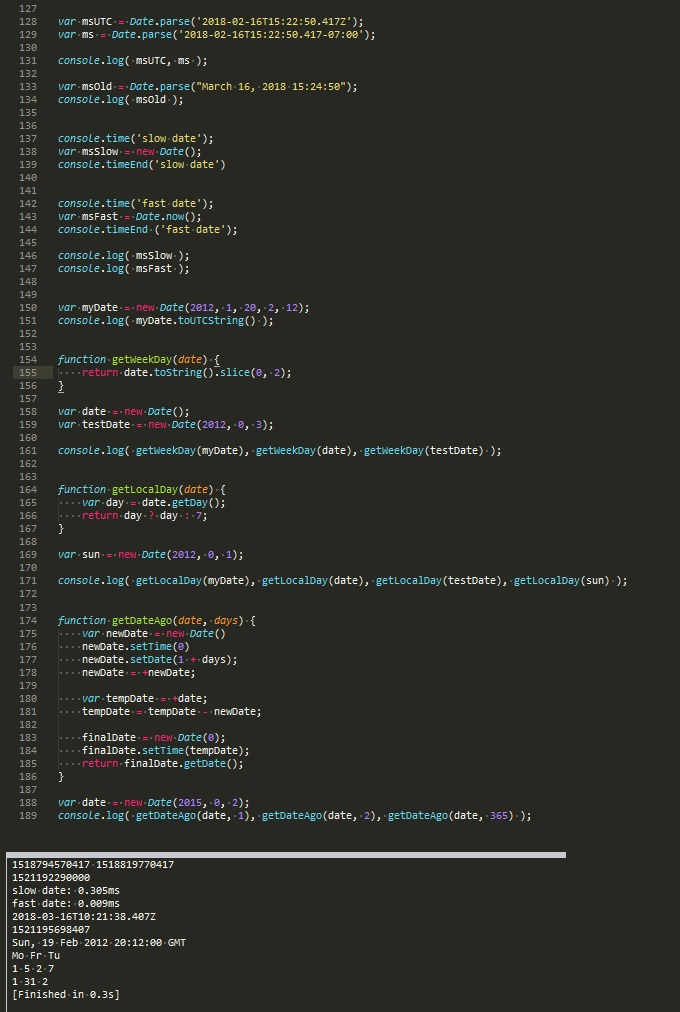 127
128 var msUTC = Date.parse('2018-02-16T15:22:50.417Z');
129 var ms = Date.parse('2018-02-16T15:22:50.417-07:00');
130
131 console.log( msUTC, ms );
132
133 var msOld = Date.parse("March 16, 2018 15:24:50");
134 console.log( msOld );
135
136
137 console.time('slow date');
138 var msSlow = new Date();
139 console.timeEnd('slow date')
140
141
142 console.time('fast date');
143 var msFast = Date.now();
144 console.timeEnd ('fast date');
145
146 console.log( msSlow );
147 console.log( msFast );
148
149
150 var myDate = new Date(2012, 1, 20, 2, 12);
151 console.log( myDate.toUTCString() );
152
153
154 function getWeekDay(date) {
155     return date.toString().slice(0, 2);
156 }
157
158 var date = new Date();
159 var testDate = new Date(2012, 0, 3);
160
161 console.log( getWeekDay(myDate), getWeekDay(date), getWeekDay(testDate) );
162
163
164 function getLocalDay(date) {
165     var day = date.getDay();
166     return day ? day : 7;
167 }
168
169 var sun = new Date(2012, 0, 1);
170
171 console.log( getLocalDay(myDate), getLocalDay(date), getLocalDay(testDate), getLocalDay(sun) );
172
173
174 function getDateAgo(date, days) {
175     var newDate = new Date()
176     newDate.setTime(0)
177     newDate.setDate(1 + days);
178     newDate = +newDate;
179
180     var tempDate = +date;
181     tempDate = tempDate - newDate;
182
183     finalDate = new Date(0);
184     finalDate.setTime(tempDate);
185     return finalDate.getDate();
186 }
187
188 var date = new Date(2015, 0, 2);
189 console.log( getDateAgo(date, 1), getDateAgo(date, 2), getDateAgo(date, 365) );
1518794570417 1518819770417
1521192290000
slow date: 0.305ms
fast date: 0.009ms
2018-03-16T10:21:38.407Z
1521195698407
Sun, 19 Feb 2012 20:12:00 GMT
Mo Fr Tu
1 5 2 7
1 31 2
[Finished in 0.3s]